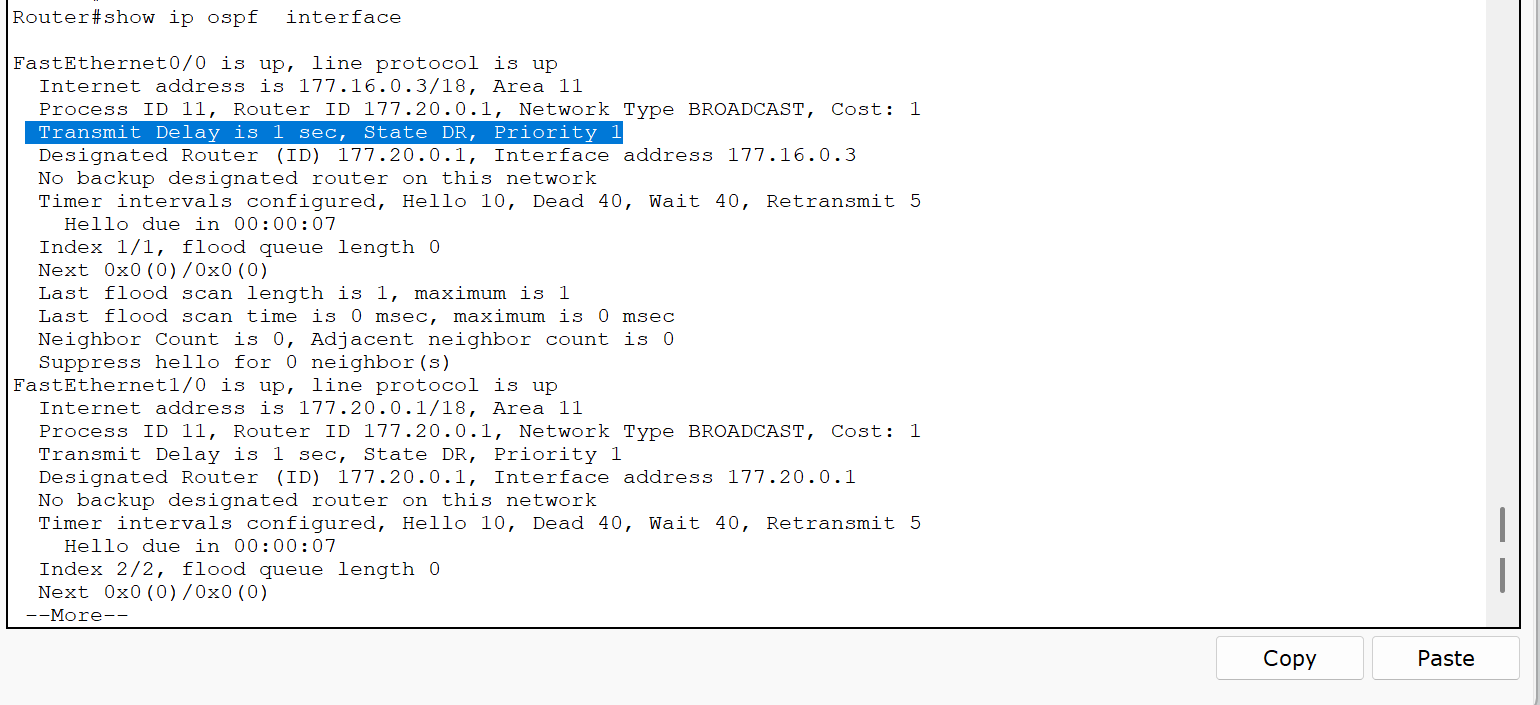 Router#show ip ospf  interface
FastEthernet0/0 is up, line protocol is up
Internet address is 177.16.0.3/18, Area 11
Process ID 11, Router ID 177.20.0.1, Network Type BROADCAST, Cost: 1
Transmit Delay is 1 sec, State DR, Priority 1
Designated Router (ID) 177.20.0.1, Interface address 177.16.0.3
No backup designated router on this network
Timer intervals configured, Hello 10, Dead 40, Wait 40, Retransmit 5
Hello due in 00:00:07
Index 1/1, flood queue length 0
Next 0x0(0)/0x0(0)
Last flood scan length is 1, maximum is 1
Last flood scan time is 0 msec, maximum is 0 msec
Neighbor Count is 0, Adjacent neighbor count is 0
Suppress hello for 0 neighbor(s)
FastEthernet1/0 is up, line protocol is up
Internet address is 177.20.0.1/18, Area 11
Process ID 11, Router ID 177.20.0.1, Network Type BROADCAST, Cost: 1
Transmit Delay is 1 sec, State DR, Priority 1
Designated Router (ID) 177.20.0.1, Interface address 177.20.0.1
No backup designated router on this network
Timer intervals configured, Hello 10, Dead 40, Wait 40, Retransmit 5
Hello due in 00:00:07
Index 2/2, flood queue length 0
Next 0x0(0)/0x0(0)
--More--
Copy Paste